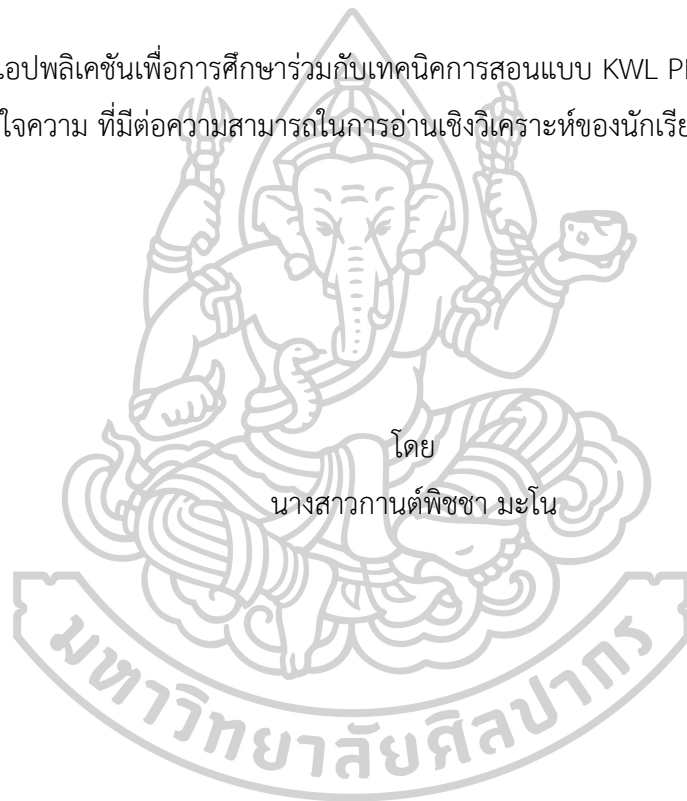 อปพลิเคชันเพื่อการศึกษาร่วมกับเทคนิคการสอนแบบ KWL
ใจความ ที่มีต่อความสามารถในการอ่านเชิงวิเคราะห์ของนักเรีย
โดย
นางสาวกานต์พิชชา มะโน
มหาวิทยาลัยศิลปากร